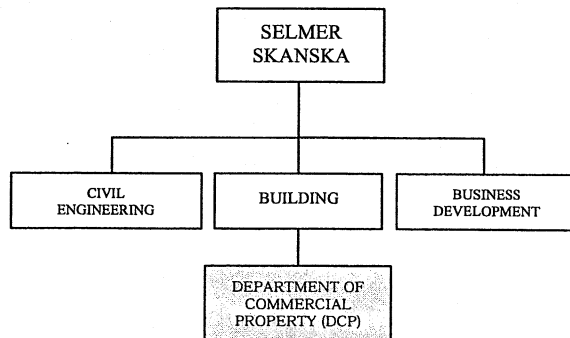 SELMER
SKANSKA
CIVIL
ENGINEERING
BUILDING
BUSINESS
DEVELOPMENT
DEPARTMENT OF
COMMERCIAL
PROPERTY (DCP)